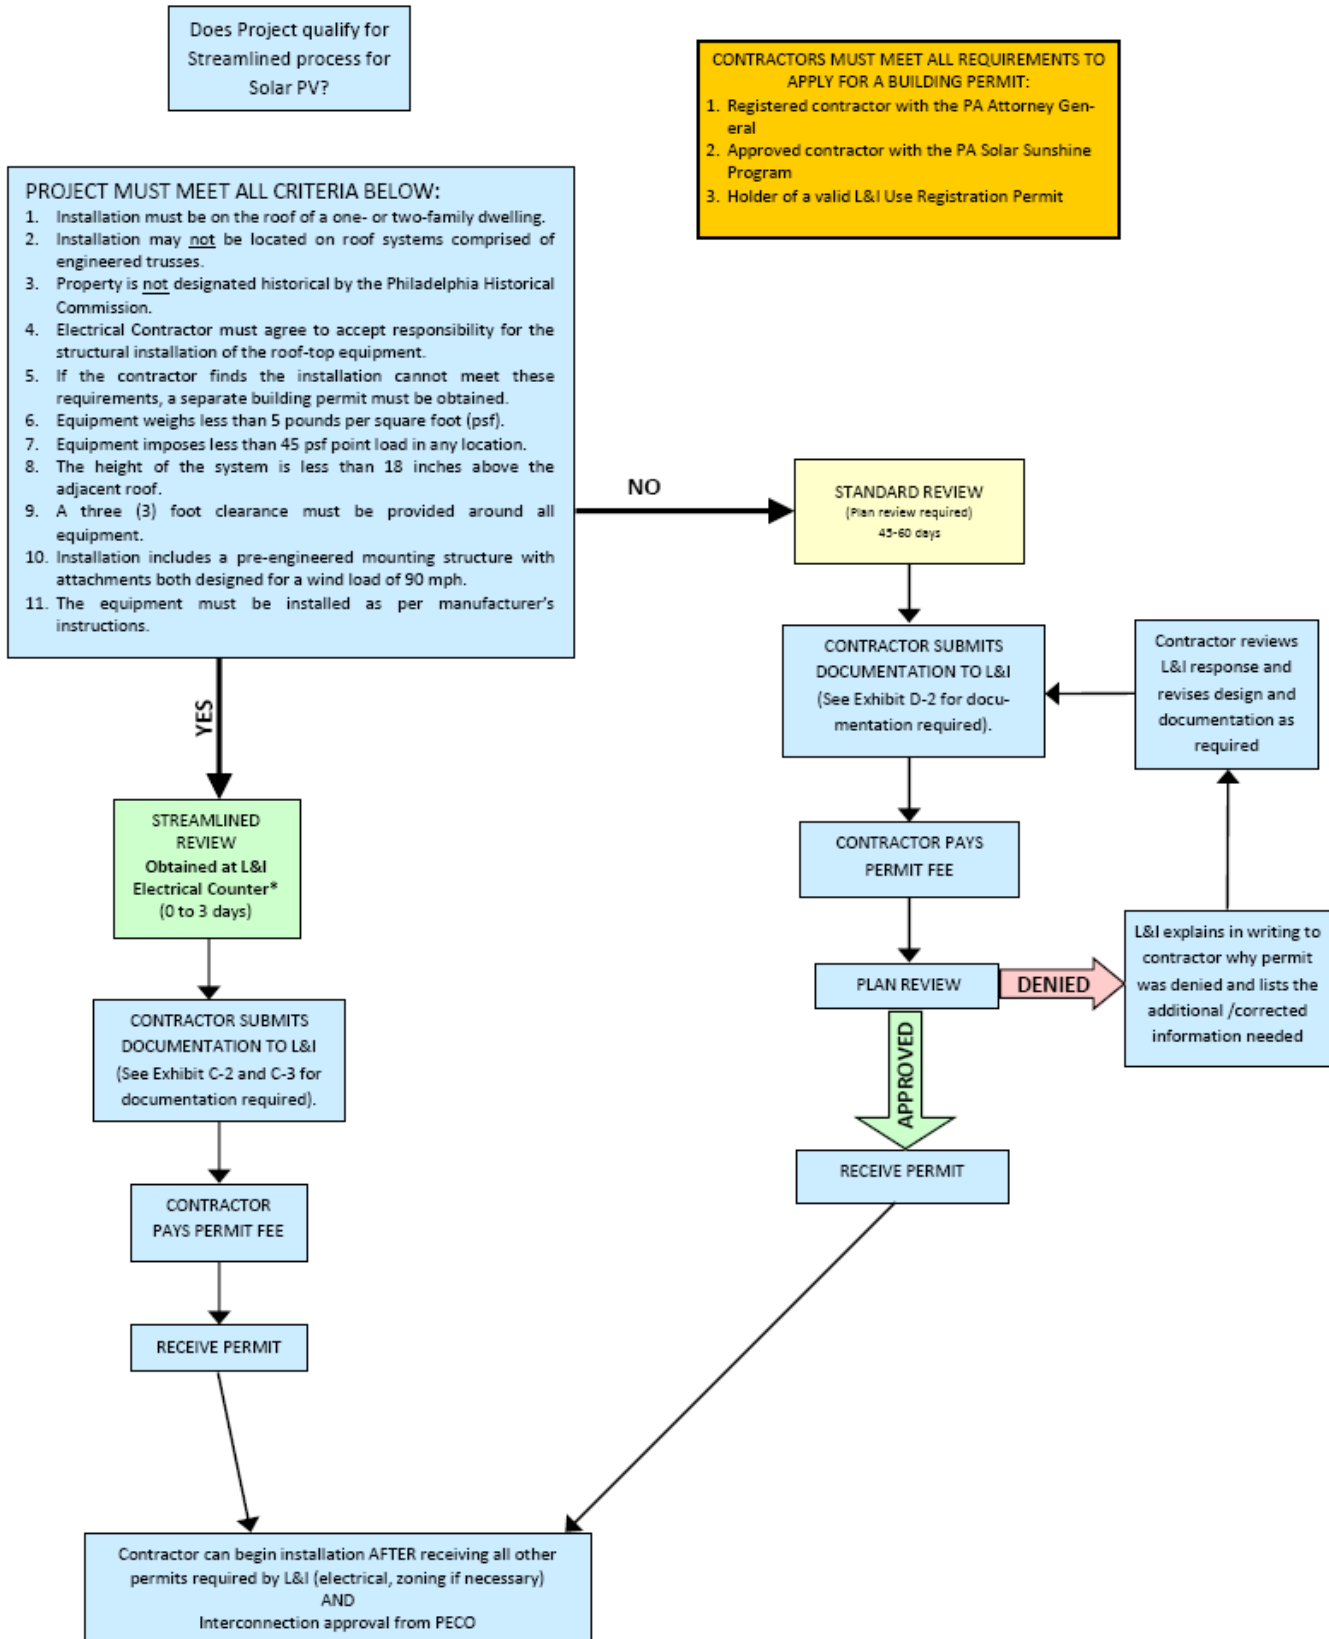 Does Project qualify for
Streamlined process for
Solar PV?
CONTRACTORS MUST MEET ALL REQUIREMENTS TO
APPLY FOR A BUILDING PERMIT:
1. Registered contractor with the PA Attorney Gen-
eral
2. Approved contractor with the PA Solar Sunshine
Program
3. Holder of a valid L&I Use Registration Permit
PROJECT MUST MEET ALL CRITERIA BELOW:
1. Installation must be on the roof of a one- or two-family dwelling.
2. Installation may not be located on roof systems comprised of
engineered trusses.
3. Property is not designated historical by the Philadelphia Historical
Commission.
4. Electrical Contractor must agree to accept responsibility for the
structural installation of the roof-top equipment.
5. If the contractor finds the installation cannot meet these
requirements, a separate building permit must be obtained.
6. Equipment weighs less than 5 pounds per square foot (psf).
7. Equipment imposes less than 45 psf point load in any location.
8. The height of the system is less than 18 inches above the
adjacent roof.
9. A three (3) foot clearance must be provided around all
equipment.
10. Installation includes a pre-engineered mounting structure with
attachments both designed for a wind load of 90 mph.
11. The equipment must be installed as per manufacturer's
instructions.
NO
STANDARD REVIEW
(Plan review required)
45-60 days
YES
CONTRACTOR SUBMITS
DOCUMENTATION TO L&I
(See Exhibit D-2 for docu-
mentation required).
Contractor reviews
L&I response and
revises design and
documentation as
required
STREAMLINED
REVIEW
Obtained at L&I
Electrical Counter*
(0 to 3 days)
CONTRACTOR PAYS
PERMIT FEE
PLAN REVIEW
DENIED
L&I explains in writing to
contractor why permit
was denied and lists the
additional /corrected
information needed
CONTRACTOR SUBMITS
DOCUMENTATION TO L&I
(See Exhibit C-2 and C-3 for
documentation required).
APPROVED
RECEIVE PERMIT
CONTRACTOR
PAYS PERMIT FEE
RECEIVE PERMIT
Contractor can begin installation AFTER receiving all other
permits required by L&I (electrical, zoning if necessary)
AND
Interconnection approval from PECO